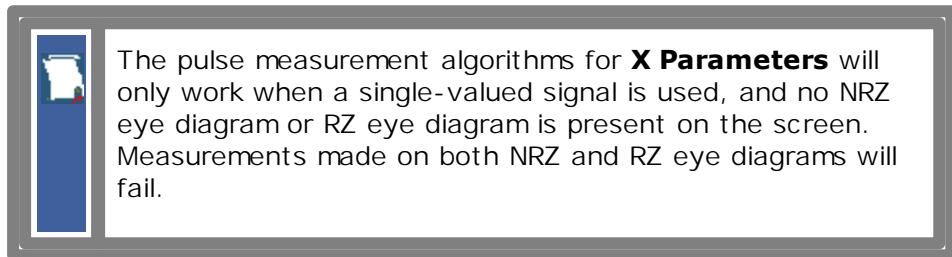 The pulse measurement algorithms for X Parameters will
only work when a single-valued signal is used, and no NRZ
eye diagram or RZ eye diagram is present on the screen.
Measurements made on both NRZ and RZ eye diagrams will
fail.